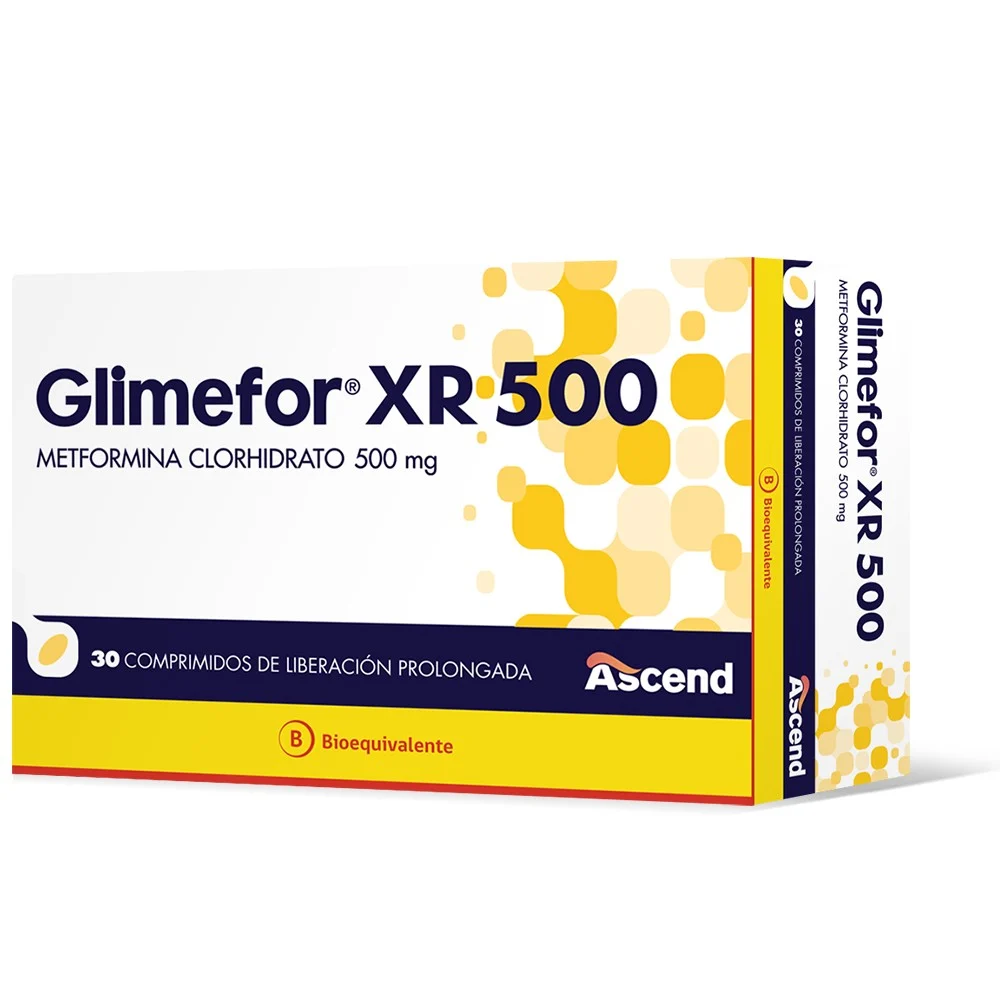 Glimefor® XR 500
METFORMINA CLORHIDRATO 500 mg
30 COMPRIMIDOS DE LIBERACIÓN PROLONGADA
Ascend
B Bioequivalente
B Bioequivalente
30 COMPRIMIDOS DE LIBERACIÓN PROLONGADA
Ascend
Glimefor® XR 500
METFORMINA CLORHIDRATO 500 mg